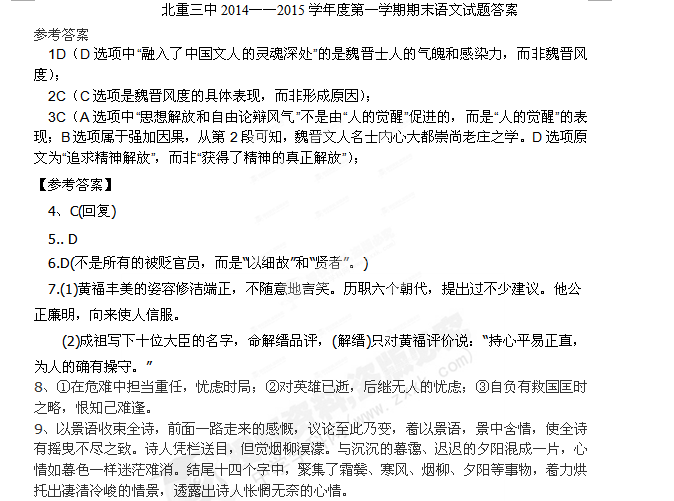 北重三中 2014——2015 学年度第一学期期末语文试题答案
参考答案
1D（D 选项中“融入了中国文人的灵魂深处”的是魏晋士人的气魄和感染力，而非魏晋风
度）；
2C（C 选项是魏晋风度的具体表现，而非形成原因）；
3C（A 选项中“思想解放和自由论辩风气”不是由“人的觉醒”促进的，而是“人的觉醒”的表
现；B 选项属于强加因果，从第 2 段可知，魏晋文人名士内心大都崇尚老庄之学。D 选项原
文为“追求精神解放”，而非“获得了精神的真正解放”）；
【参考答案】
4、C(回复)
5.. D
6.D(不是所有的被贬官员，而是“以细故”和“贤者”。)
7.(1)黄福丰美的姿容修洁端正，不随意地言笑。历职六个朝代，提出过不少建议。他公
正廉明，向来使人信服。
(2)成祖写下十位大臣的名字，命解缙品评，(解缙)只对黄福评价说：“持心平易正直，
为人的确有操守。”
8、①在危难中担当重任，忧虑时局；②对英雄已逝，后继无人的忧虑；③自负有救国匡时
之略，恨知己难逢。
9、以景语收束全诗，前面一路走来的感慨，议论至此乃变，着以景语，景中含情，使全诗
有摇曳不尽之致。诗人凭栏送目，但觉烟柳溟濛。与沉沉的暮霭、迟迟的夕阳混成一片，心
情如暮色一样迷茫难消。结尾十四个字中，聚集了霜裘、寒风、烟柳、夕阳等事物，着力烘
托出凄清冷峻的情景，透露出诗人怅惘无奈的心情。